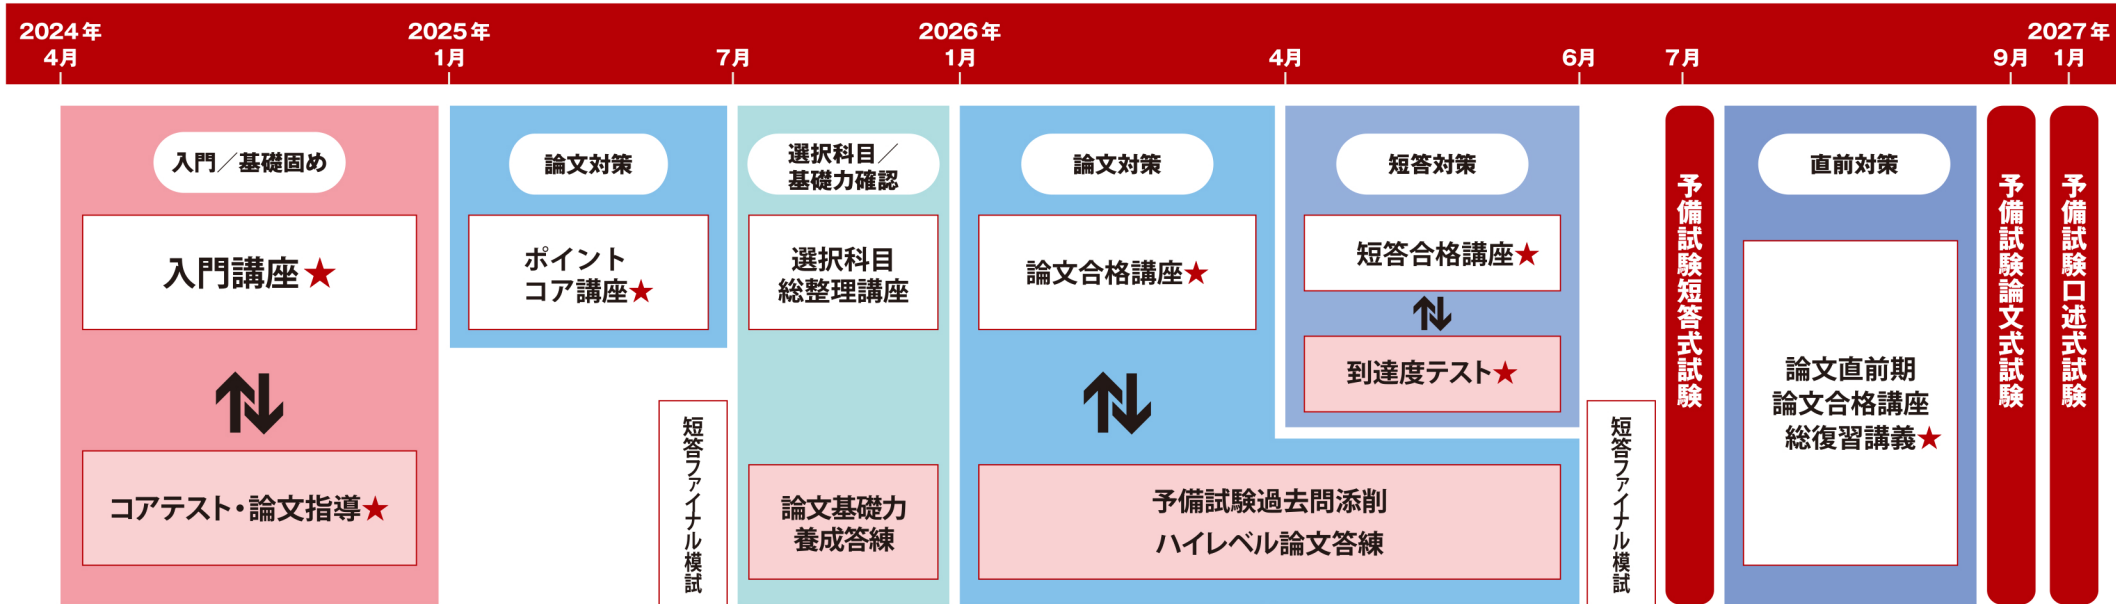 2024年
4月
2025年
1月
7月
2026年
1月
4月
6月
7月
9月
2027年
1月
入門／基礎固め
入門講座★
コアテスト・論文指導★
論文対策
ポイント
コア講座★
短答ファイナル模試
選択科目／
基礎力確認
選択科目
総整理講座
論文基礎力
養成答練
論文対策
論文合格講座★
予備試験過去問添削
ハイレベル論文答練
短答対策
短答合格講座★
到達度テスト★
短答ファイナル模試
予備試験短答式試験
直前対策
論文直前期
論文合格講座
総復習講義★
予備試験論文式試験
予備試験口述式試験